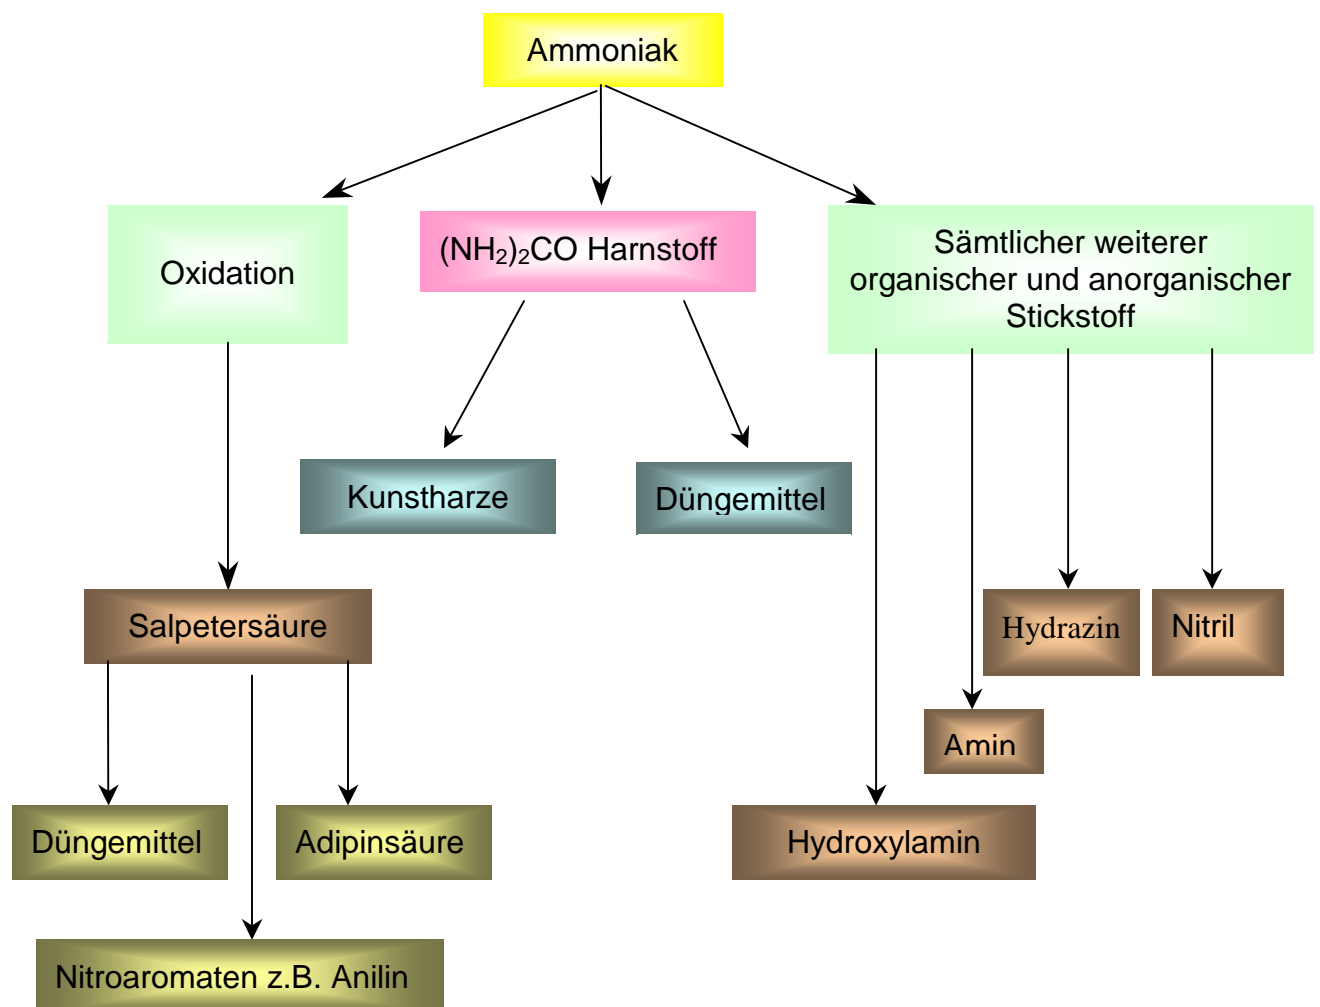 Ammoniak
Oxidation
(NH₂)₂CO Harnstoff
Sämtlicher weiterer
organischer und anorganischer
Stickstoff
Kunstharze
Düngemittel
Salpetersäure
Hydrazin
Nitril
Amin
Düngemittel
Adipinsäure
Hydroxylamin
Nitroaromaten z.B. Anilin